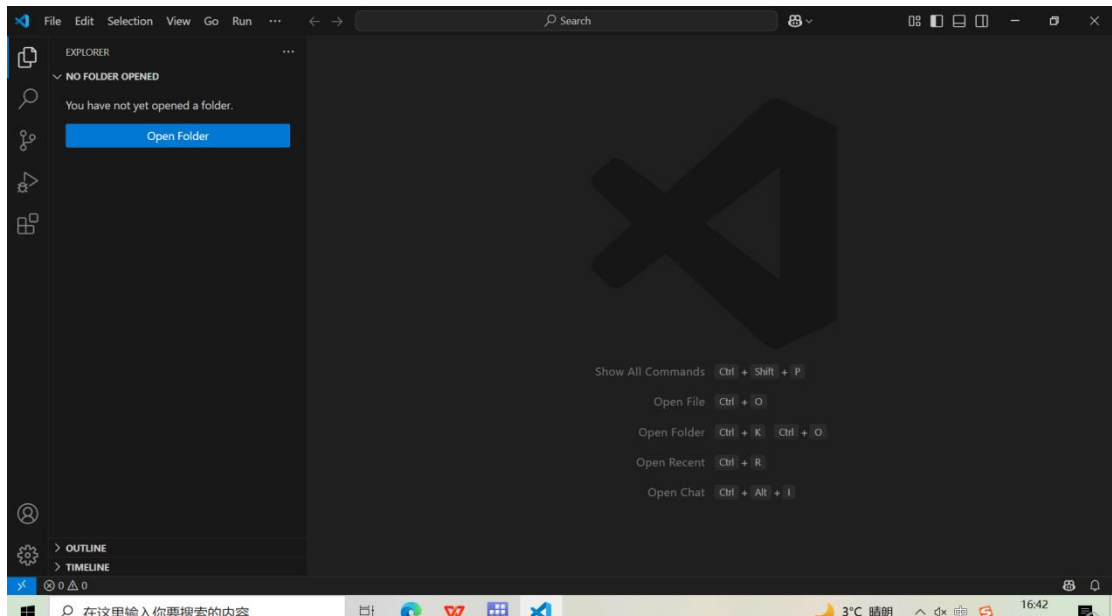 File Edit Selection View Go Run ··· Search
EXPLORER ···
NO FOLDER OPENED
You have not yet opened a folder.
Open Folder
Show All Commands Ctrl + Shift + P
Open File Ctrl + O
Open Folder Ctrl + K Ctrl + O
Open Recent Ctrl + R
Open Chat Ctrl + Alt + I
OUTLINE
TIMELINE
0 0
在这里输入你要搜索的内容 3°C 晴朗 16:42